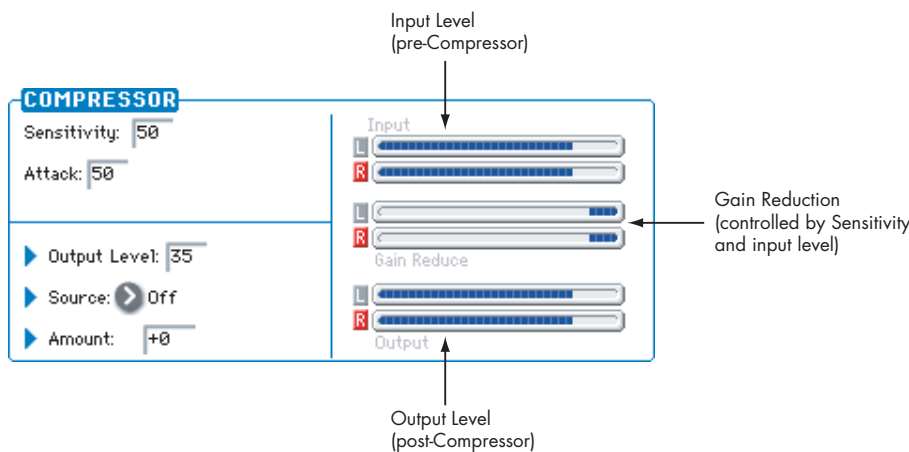 Input Level
(pre-Compressor)
COMPRESSOR
Sensitivity: 50
Attack: 50
Output Level: 35
Source: Off
Amount: +0
Input
L
R
L
R
Gain Reduce
L
R
Output
Gain Reduction
(controlled by Sensitivity
and input level)
Output Level
(post-Compressor)